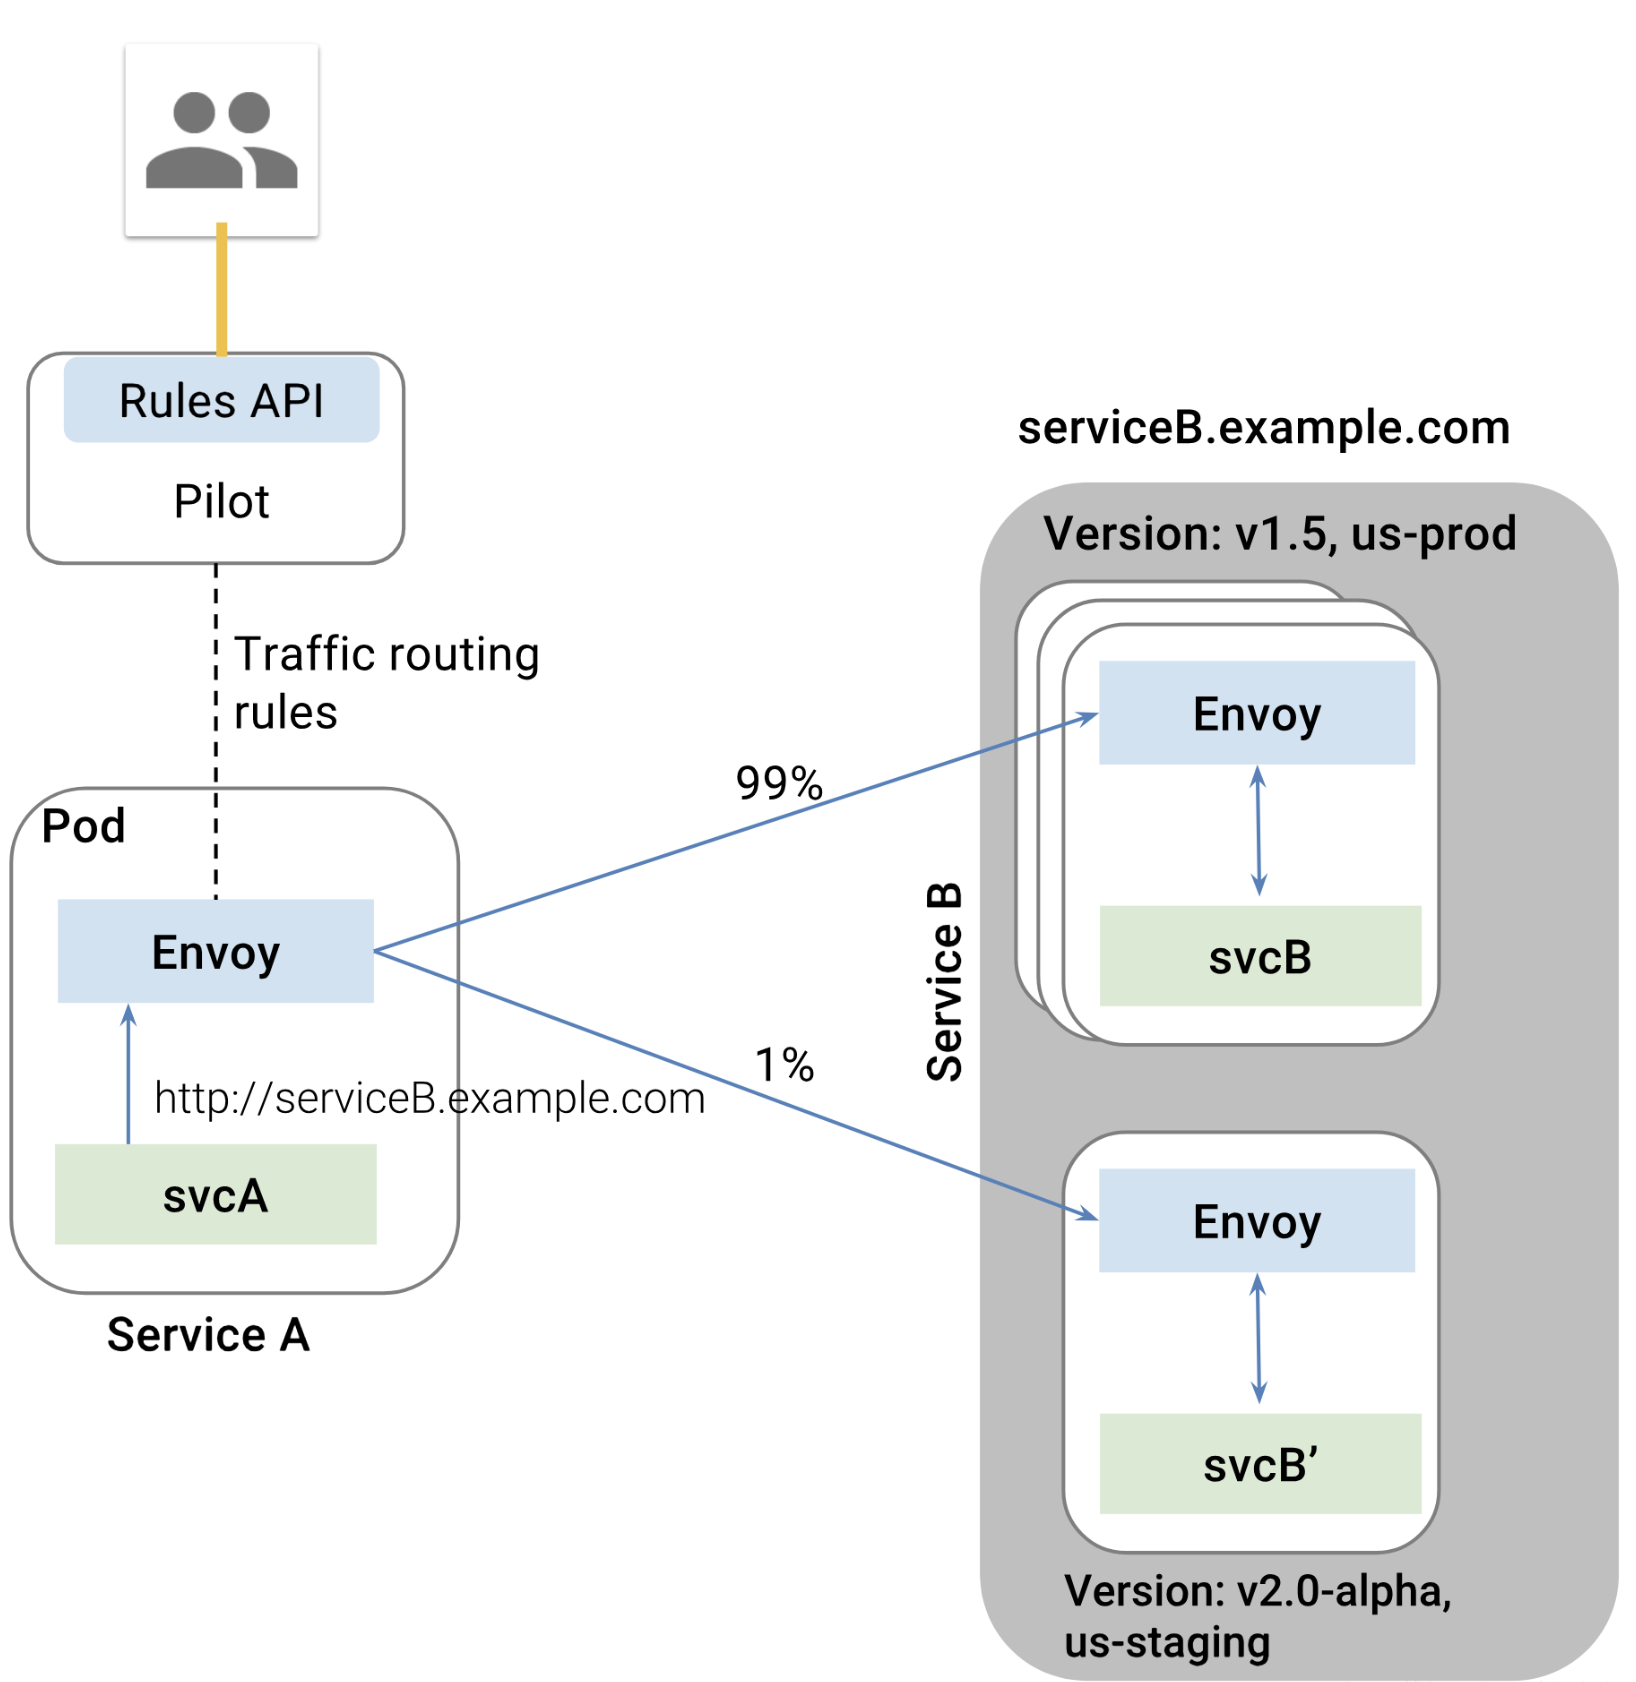 Rules API
Pilot
Traffic routing
rules
Pod
Envoy
http://serviceB.example.com
svcA
Service A
99%
1%
serviceB.example.com
Service B
Version: v1.5, us-prod
Envoy
svcB
Envoy
svcB’
Version: v2.0-alpha,
us-staging